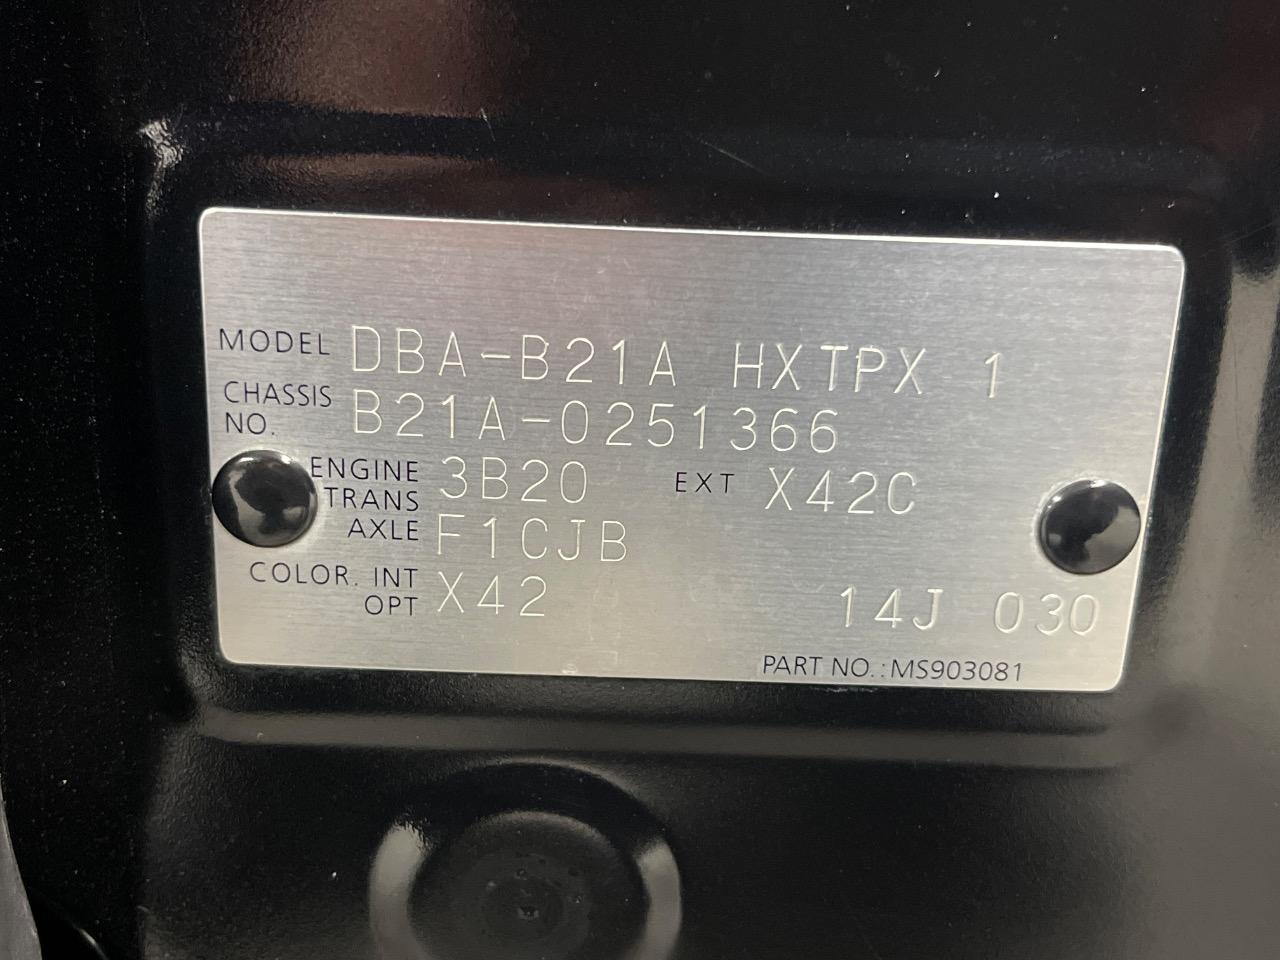 MODEL DBA-B21A HXTPX 1
CHASSIS NO. B21A-0251366
ENGINE 3B20 EXT X42C
TRANS AXLE F1CJB
COLOR. INT OPT X42 14J 030
PART NO.:MS903081